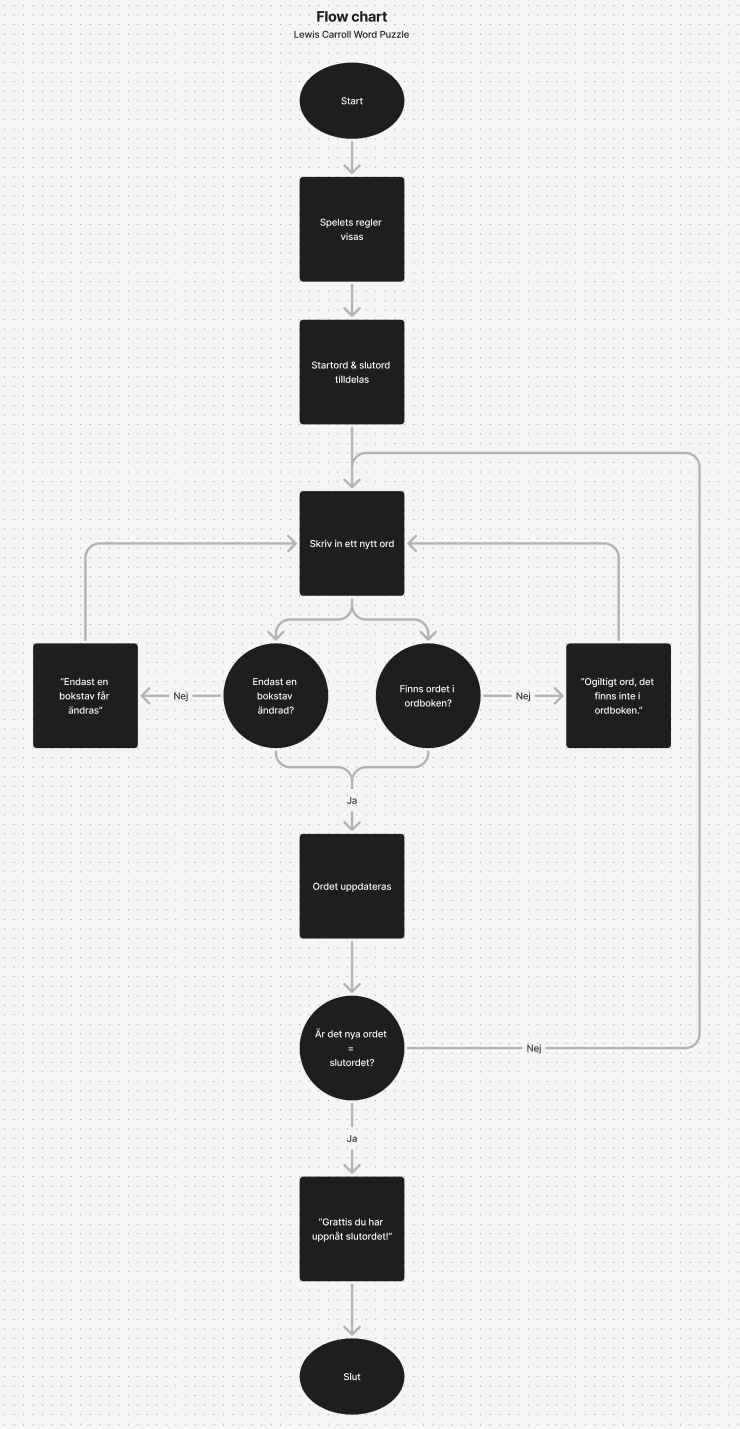 Flow chart
Lewis Carroll Word Puzzle
Start
Spelets regler
visas
Startord & slutord
tilldelas
Skriv in ett nytt ord
"Endast en
bokstav får
ändras"
Nej
Endast en
bokstav
ändrad?
Finns ordet i
ordboken?
Nej
"Ogiltigt ord, det
finns inte i
ordboken."
Ja
Ordet uppdateras
Är det nya ordet
=
slutordet?
Nej
Ja
"Grattis du har
uppnåt slutordet!"
Slut